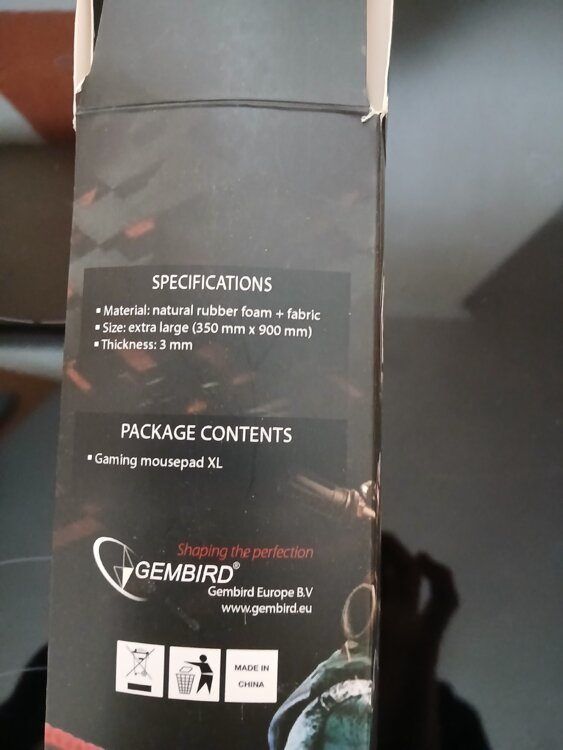 SPECIFICATIONS
▪ Material: natural rubber foam + fabric
▪ Size: extra large (350 mm x 900 mm)
▪ Thickness: 3 mm
PACKAGE CONTENTS
▪ Gaming mousepad XL
Shaping the perfection
GEMBIRD®
Gembird Europe B.V
www.gembird.eu
MADE IN
CHINA